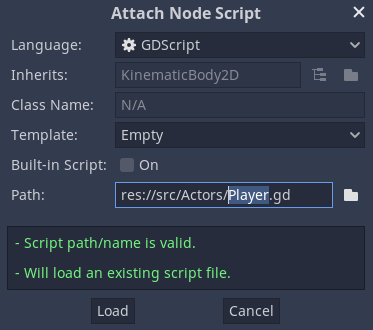 Attach Node Script
Language: GDScript
Inherits: KinematicBody2D
Class Name: N/A
Template: Empty
Built-in Script: On
Path: res://src/Actors/Player.gd
- Script path/name is valid.
- Will load an existing script file.
Load Cancel